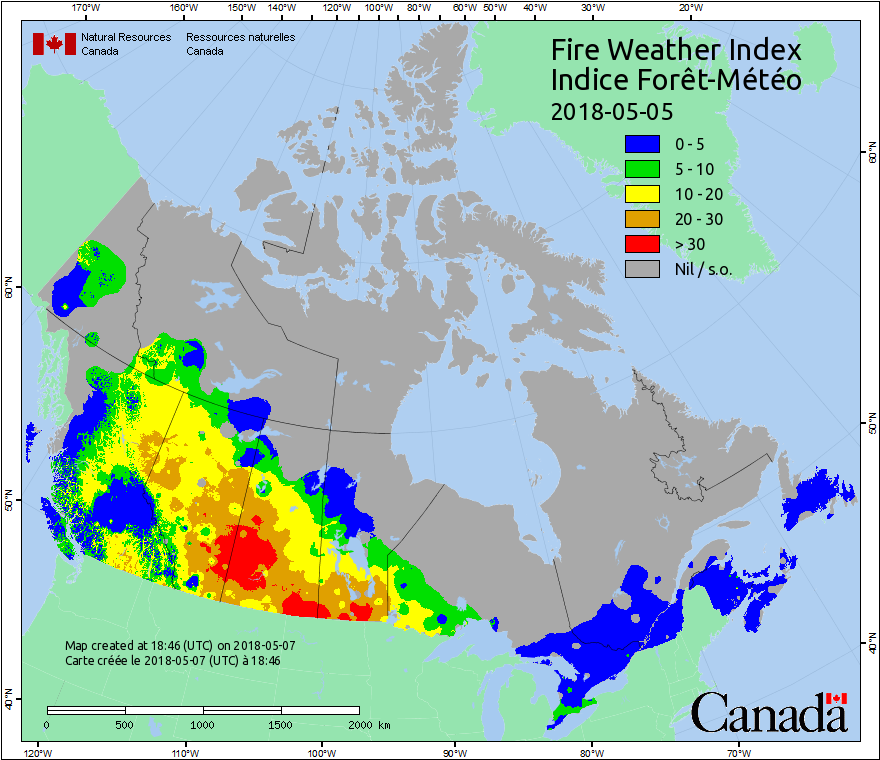 170°W 160°W 150°W 140°W 130°W 120°W 110°W 100°W 90°W 80°W 70°W 60°W 50°W 40°W 30°W 20°W
Natural Resources Ressources naturelles
Canada Canada
Fire Weather Index
Indice Forêt-Météo
2018-05-05
0 - 5
5 - 10
10 - 20
20 - 30
> 30
Nil / s.o.
60°N
60°N
50°N
50°N
40°N
40°N
Map created at 18:46 (UTC) on 2018-05-07
Carte créée le 2018-05-07 (UTC) à 18:46
Canada
0 500 1000 1500 2000 km
120°W 110°W 100°W 90°W 80°W 70°W